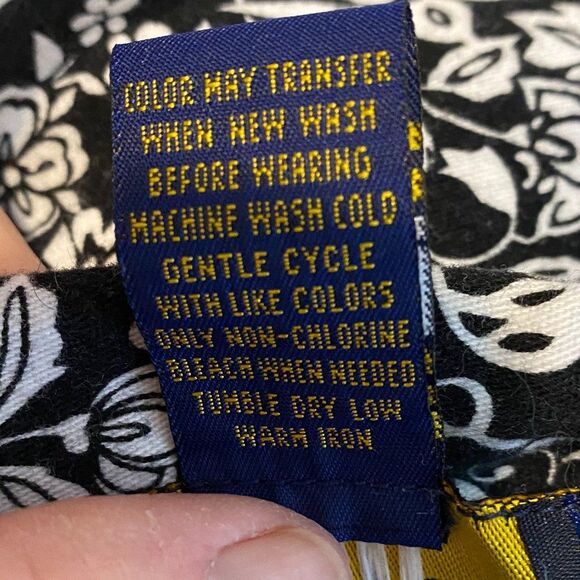 COLOR MAY TRANSFER
WHEN NEW WASH
BEFORE WEARING
MACHINE WASH COLD
GENTLE CYCLE
WITH LIKE COLORS
ONLY NON-CHLORINE
BLEACH WHEN NEEDED
TUMBLE DRY LOW
WARM IRON